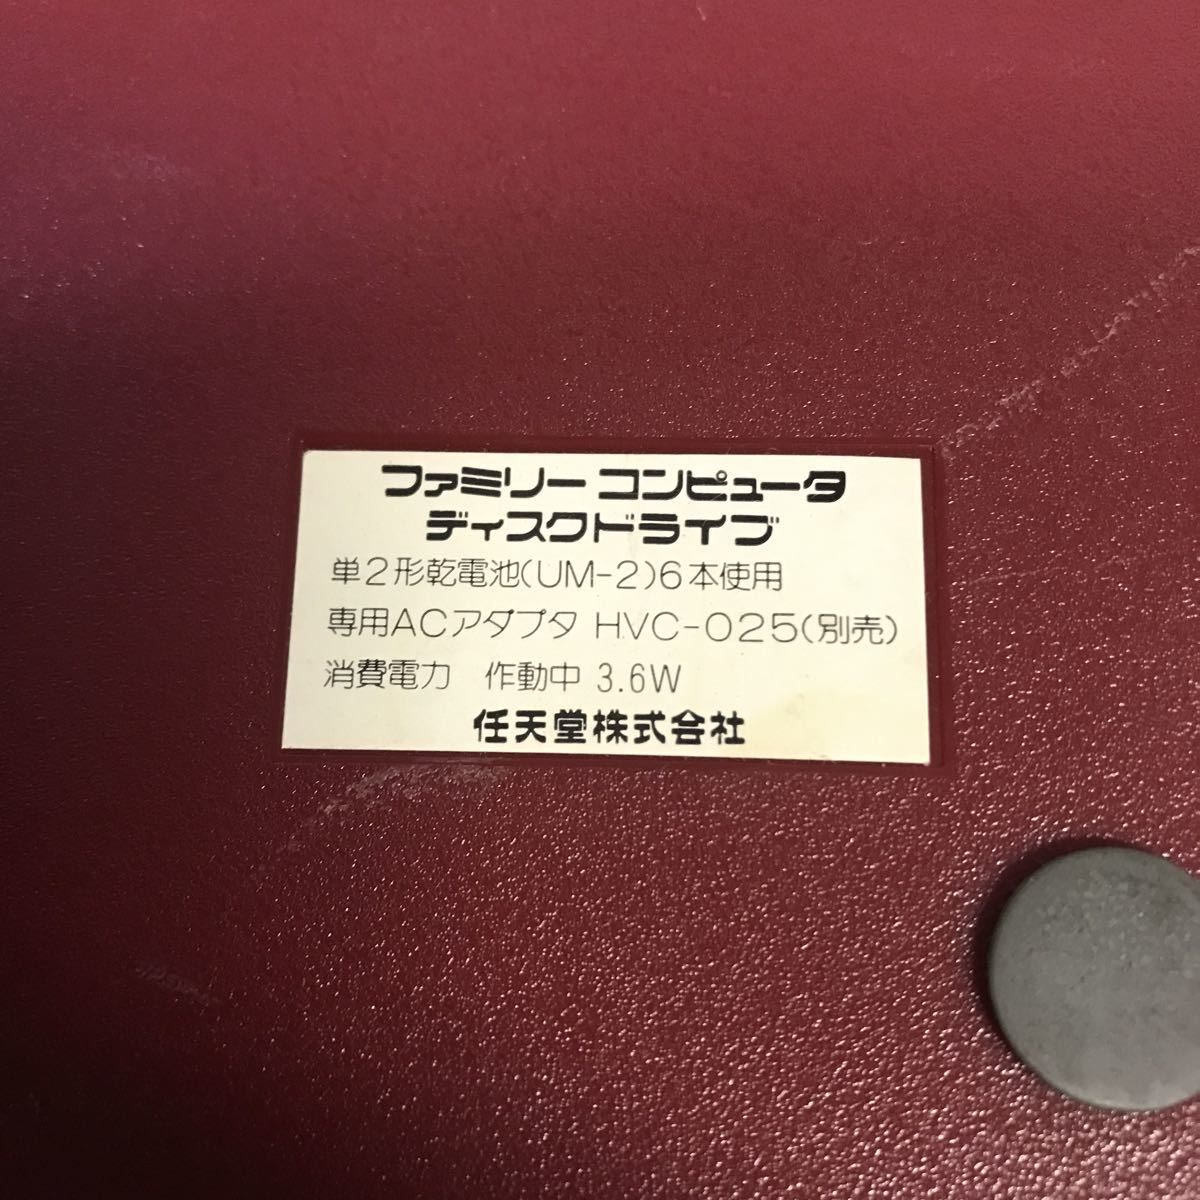 ファミリーコンピュータ
ディスクドライブ
単2形乾電池(UM-2)6本使用
専用ACアダプタ HVC-025(別売)
消費電力 作動中 3.6W
任天堂株式会社